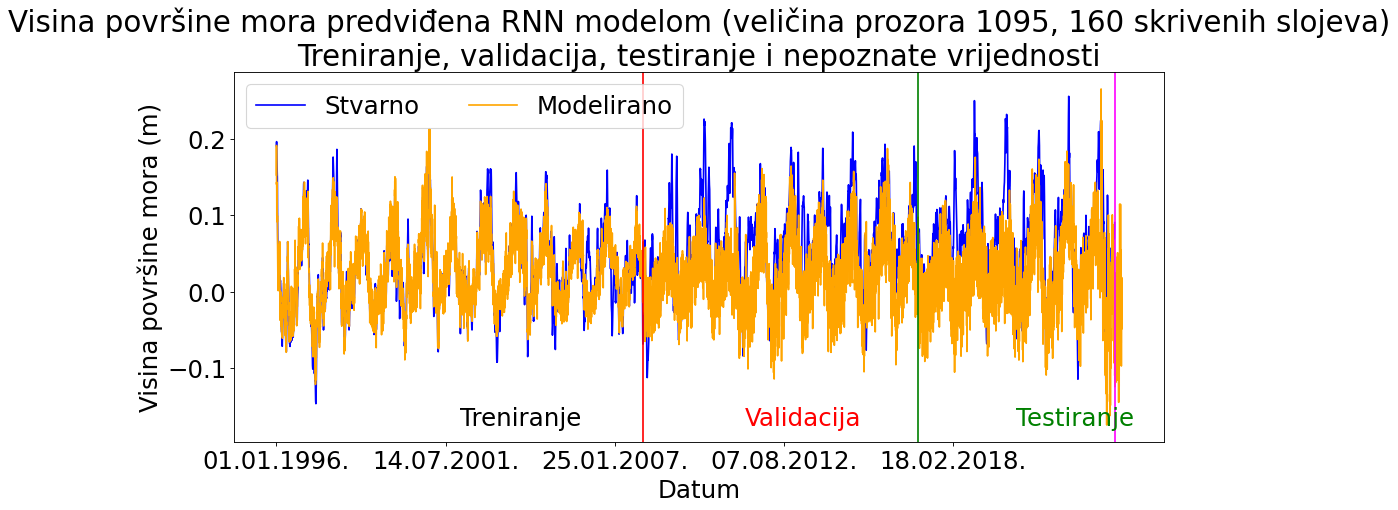 Visina površine mora predviđena RNN modelom (veličina prozora 1095, 160 skrivenih slojeva)
Treniranje, validacija, testiranje i nepoznate vrijednosti
Stvarno
Modelirano
Visina površine mora (m)
0.2
0.1
0.0
−0.1
Treniranje
Validacija
Testiranje
01.01.1996.
14.07.2001.
25.01.2007.
07.08.2012.
18.02.2018.
Datum